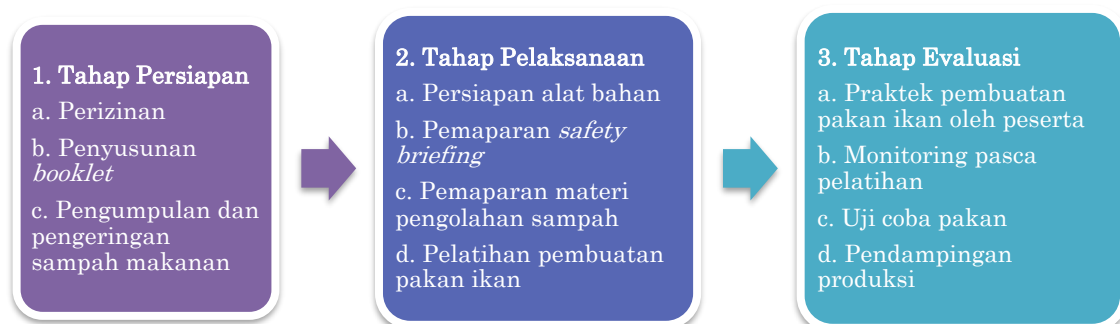 1. Tahap Persiapan
a. Perizinan
b. Penyusunan
booklet
c. Pengumpulan dan
pengeringan
sampah makanan
2. Tahap Pelaksanaan
a. Persiapan alat bahan
b. Pemaparan safety
briefing
c. Pemaparan materi
pengolahan sampah
d. Pelatihan pembuatan
pakan ikan
3. Tahap Evaluasi
a. Praktek pembuatan
pakan ikan oleh peserta
b. Monitoring pasca
pelatihan
c. Uji coba pakan
d. Pendampingan
produksi